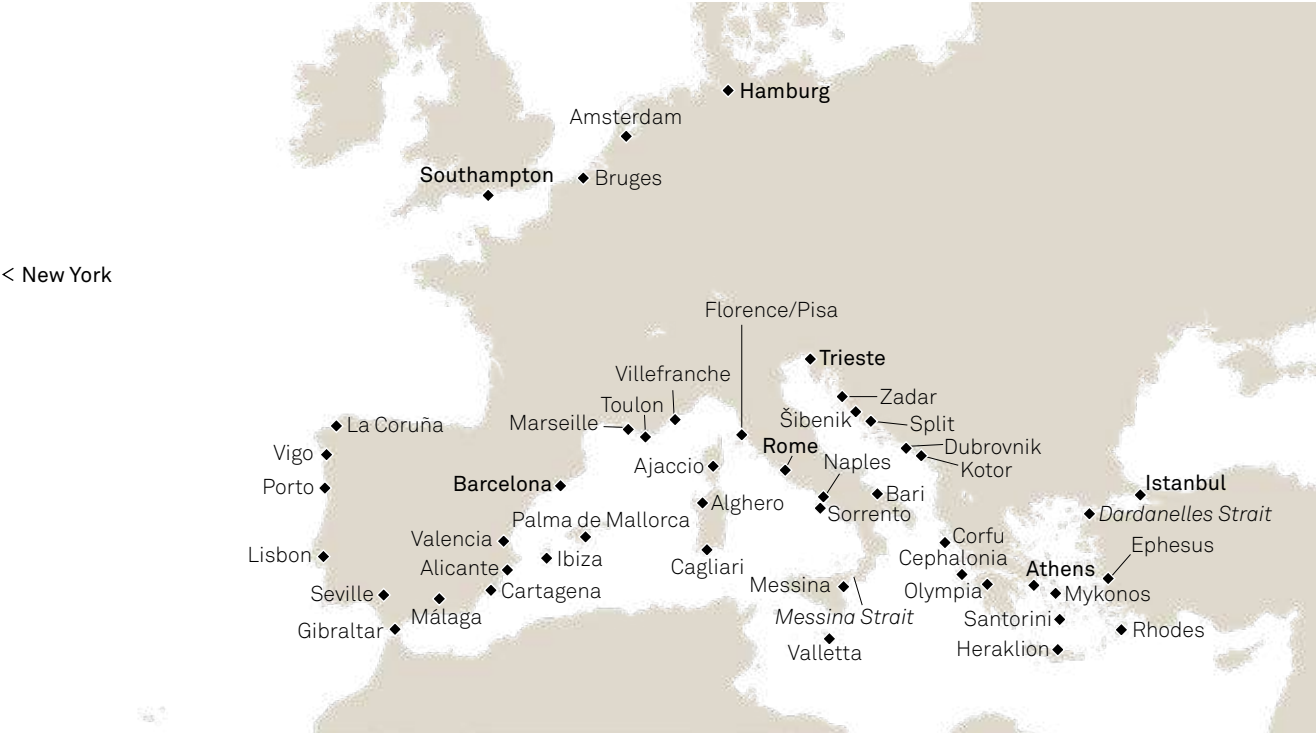 Hamburg
Amsterdam
Southampton
Bruges
< New York
Florence/Pisa
Trieste
Villefranche
Zadar
Toulon
Šibenik
Marseille
Split
La Coruña
Rome
Dubrovnik
Vigo
Naples
Kotor
Ajaccio
Barcelona
Istanbul
Porto
Bari
Alghero
Sorrento
Dardanelles Strait
Palma de Mallorca
Valencia
Corfu
Ephesus
Lisbon
Ibiza
Cephalonia
Alicante
Cagliari
Athens
Messina
Olympia
Seville
Cartagena
Mykonos
Málaga
Messina Strait
Santorini
Gibraltar
Rhodes
Valletta
Heraklion